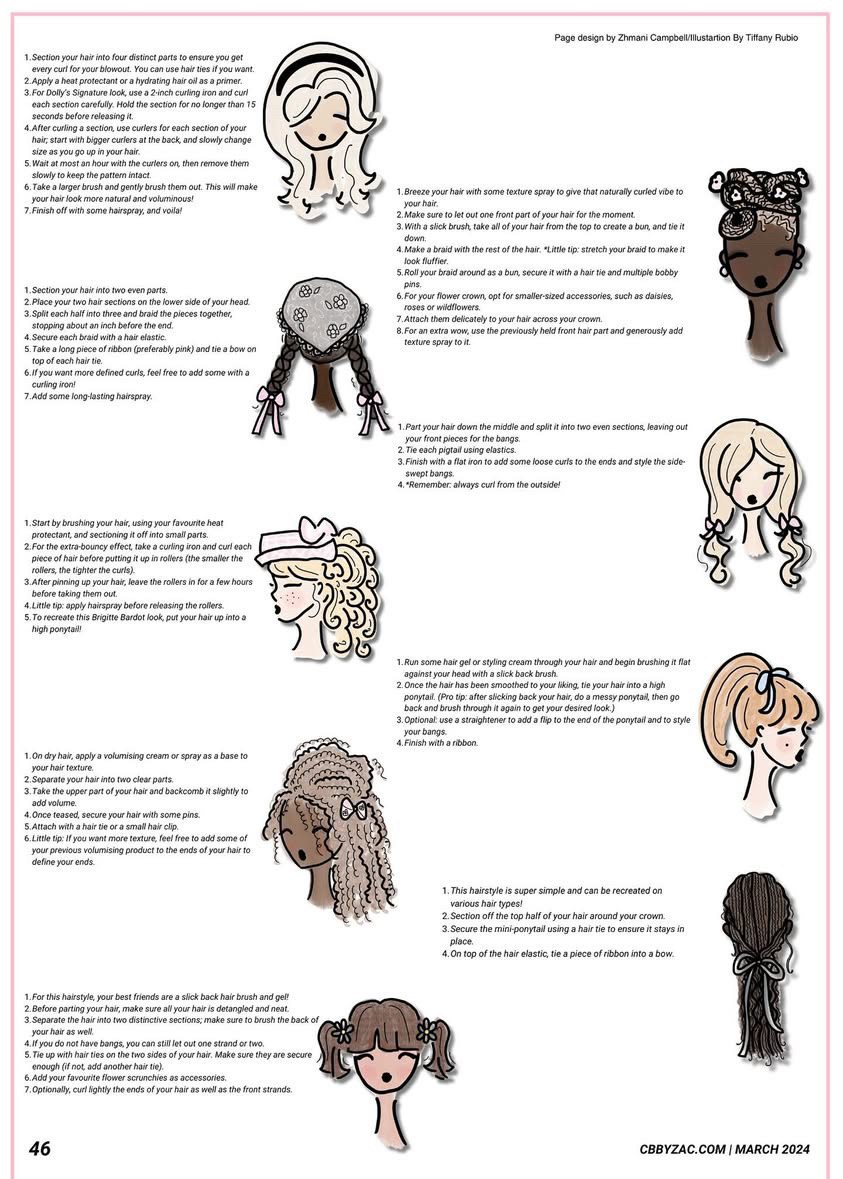 Page design by Zhmani Campbell/Illustartion By Tiffany Rubio
1. Section your hair into four distinct parts to ensure you get
every curl for your blowout. You can use hair ties if you want.
2. Apply a heat protectant or a hydrating hair oil as a primer.
3. For Dolly's Signature look, use a 2-inch curling iron and curl
each section carefully. Hold the section for no longer than 15
seconds before releasing it.
4. After curling a section, use curlers for each section of your
hair; start with bigger curlers at the back, and slowly change
size as you go up in your hair.
5. Wait at most an hour with the curlers on, then remove them
slowly to keep the pattern intact.
6. Take a larger brush and gently brush them out. This will make
your hair look more natural and voluminous!
7. Finish off with some hairspray, and voila!
1. Breeze your hair with some texture spray to give that naturally curled vibe to
your hair.
2. Make sure to let out one front part of your hair for the moment.
3. With a slick brush, take all of your hair from the top to create a bun, and tie it
down.
4. Make a braid with the rest of the hair. *Little tip: stretch your braid to make it
look fluffier.
5. Roll your braid around as a bun, secure it with a hair tie and multiple bobby
pins.
6. For your flower crown, opt for smaller-sized accessories, such as daisies,
roses or wildflowers.
7. Attach them delicately to your hair across your crown.
8. For an extra wow, use the previously held front hair part and generously add
texture spray to it.
1. Section your hair into two even parts.
2. Place your two hair sections on the lower side of your head.
3. Split each half into three and braid the pieces together,
stopping about an inch before the end.
4. Secure each braid with a hair elastic.
5. Take a long piece of ribbon (preferably pink) and tie a bow on
top of each hair tie.
6. If you want more defined curls, feel free to add some with a
curling iron!
7. Add some long-lasting hairspray.
1. Part your hair down the middle and split it into two even sections, leaving out
your front pieces for the bangs.
2. Tie each pigtail using elastics.
3. Finish with a flat iron to add some loose curls to the ends and style the side-
swept bangs.
4. *Remember: always curl from the outside!
1. Start by brushing your hair, using your favourite heat
protectant, and sectioning it off into small parts.
2. For the extra-bouncy effect, take a curling iron and curl each
piece of hair before putting it up in rollers (the smaller the
rollers, the tighter the curls).
3. After pinning up your hair, leave the rollers in for a few hours
before taking them out.
4. Little tip: apply hairspray before releasing the rollers.
5. To recreate this Brigitte Bardot look, put your hair up into a
high ponytail!
1. Run some hair gel or styling cream through your hair and begin brushing it flat
against your head with a slick back brush.
2. Once the hair has been smoothed to your liking, tie your hair into a high
ponytail. (Pro tip: after slicking back your hair, do a messy ponytail, then go
back and brush through it again to get your desired look.)
3. Optional: use a straightener to add a flip to the end of the ponytail and to style
your bangs.
4. Finish with a ribbon.
1. On dry hair, apply a volumising cream or spray as a base to
your hair texture.
2. Separate your hair into two clear parts.
3. Take the upper part of your hair and backcomb it slightly to
add volume.
4. Once teased, secure your hair with some pins.
5. Attach with a hair tie or a small hair clip.
6. Little tip: If you want more texture, feel free to add some of
your previous volumising product to the ends of your hair to
define your ends.
1. This hairstyle is super simple and can be recreated on
various hair types!
2. Section off the top half of your hair around your crown.
3. Secure the mini-ponytail using a hair tie to ensure it stays in
place.
4. On top of the hair elastic, tie a piece of ribbon into a bow.
1. For this hairstyle, your best friends are a slick back hair brush and gel!
2. Before parting your hair, make sure all your hair is detangled and neat.
3. Separate the hair into two distinctive sections; make sure to brush the back of
your hair as well.
4. If you do not have bangs, you can still let out one strand or two.
5. Tie up with hair ties on the two sides of your hair. Make sure they are secure
enough (if not, add another hair tie).
6. Add your favourite flower scrunchies as accessories.
7. Optionally, curl lightly the ends of your hair as well as the front strands.
46
CBBYZAC.COM | MARCH 2024